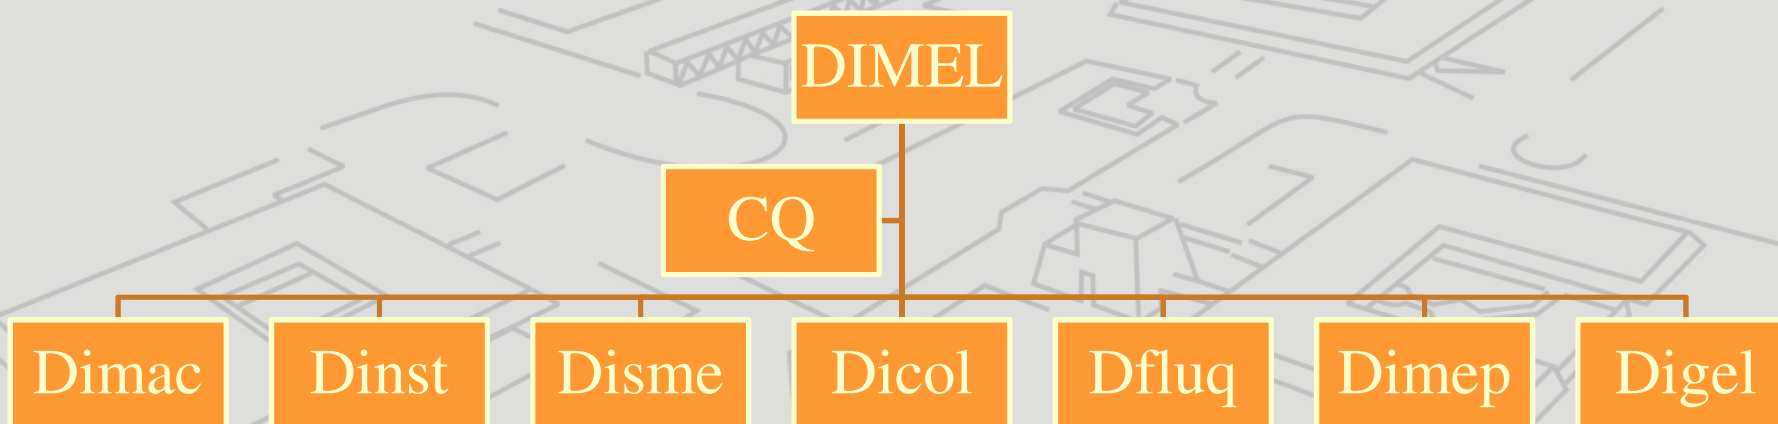 DIMEL
CQ
Dimac
Dinst
Disme
Dicol
Dfluq
Dimep
Digel